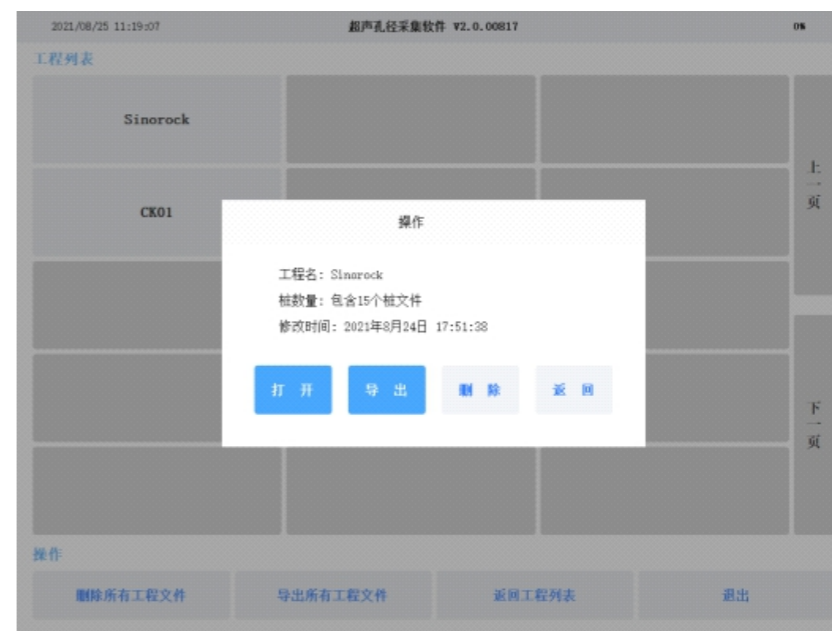 2021/08/25 11:19:07 超声孔径采集软件 V2.0.00817 0%
工程列表
Sinorock
CK01
上一页
操作
工程名: Sinorock
桩数量: 包含15个桩文件
修改时间: 2021年8月24日 17:51:38
打 开 导 出 删 除 返 回
下一页
操作
删除所有工程文件 导出所有工程文件 返回工程列表 退出